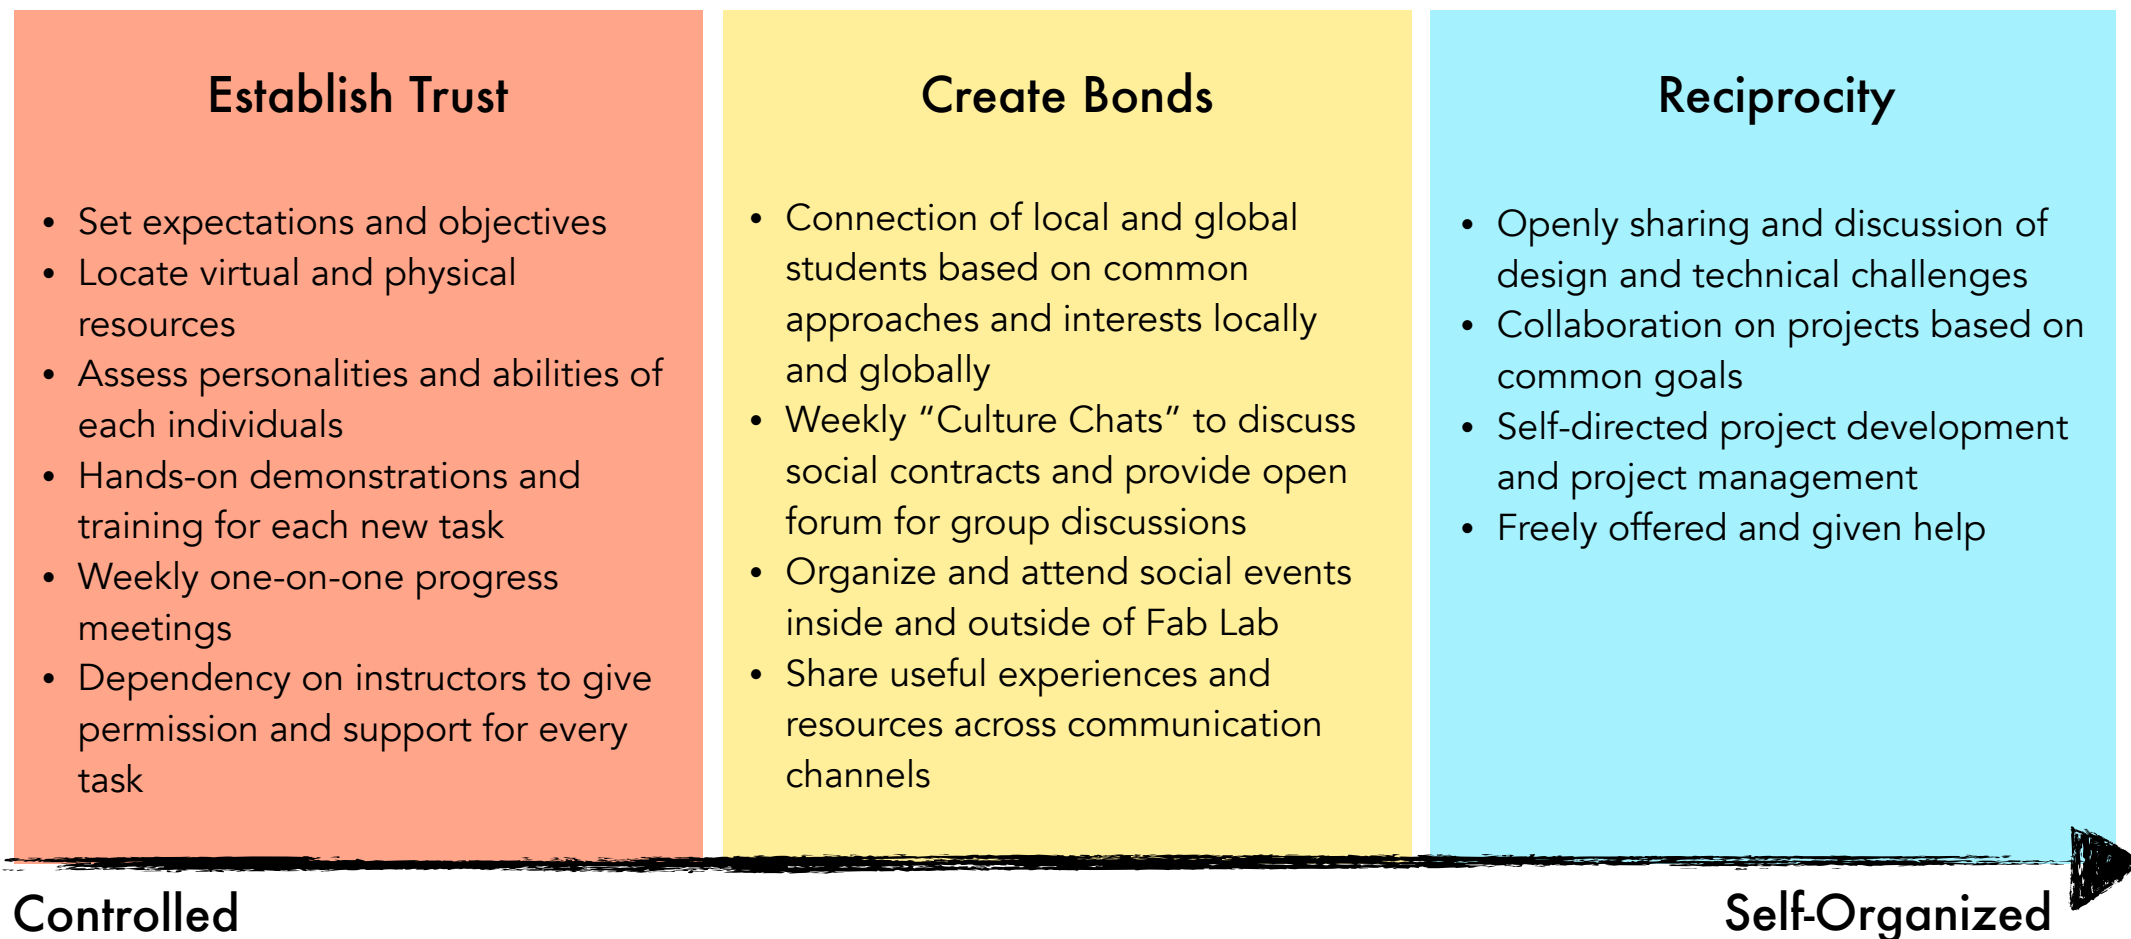 Establish Trust
• Set expectations and objectives
• Locate virtual and physical
resources
• Assess personalities and abilities of
each individuals
• Hands-on demonstrations and
training for each new task
• Weekly one-on-one progress
meetings
• Dependency on instructors to give
permission and support for every
task
Create Bonds
• Connection of local and global
students based on common
approaches and interests locally
and globally
• Weekly “Culture Chats” to discuss
social contracts and provide open
forum for group discussions
• Organize and attend social events
inside and outside of Fab Lab
• Share useful experiences and
resources across communication
channels
Reciprocity
• Openly sharing and discussion of
design and technical challenges
• Collaboration on projects based on
common goals
• Self-directed project development
and project management
• Freely offered and given help
Controlled
Self-Organized